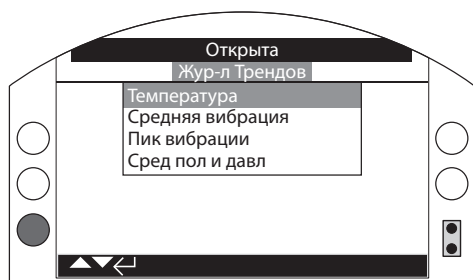 Открыта
Жур-л Трендов
Температура
Средняя вибрация
Пик вибрации
Сред пол и давл